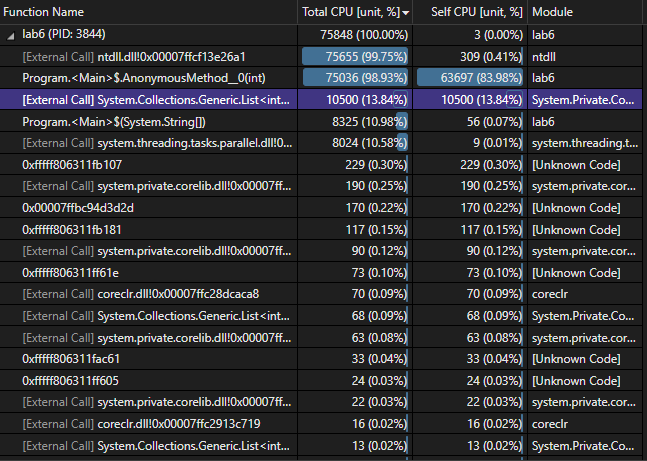 Function Name Total CPU [unit, %] Self CPU [unit, %] Module
lab6 (PID: 3844) 75848 (100.00%) 3 (0.00%) lab6
[External Call] ntdll.dll!0x00007ffcf13e26a1 75655 (99.75%) 309 (0.41%) ntdll
Program.<Main>$.AnonymousMethod__0(int) 75036 (98.93%) 63697 (83.98%) lab6
[External Call] System.Collections.Generic.List<int... 10500 (13.84%) 10500 (13.84%) System.Private.Co...
Program.<Main>$(System.String[]) 8325 (10.98%) 56 (0.07%) lab6
[External Call] system.threading.tasks.parallel.dll!0... 8024 (10.58%) 9 (0.01%) system.threading.t...
0xfffff806311fb107 229 (0.30%) 229 (0.30%) [Unknown Code]
[External Call] system.private.corelib.dll!0x00007ff... 190 (0.25%) 190 (0.25%) system.private.cor...
0x00007ffbc94d3d2d 170 (0.22%) 170 (0.22%) [Unknown Code]
0xfffff806311fb181 117 (0.15%) 117 (0.15%) [Unknown Code]
[External Call] system.private.corelib.dll!0x00007ff... 90 (0.12%) 90 (0.12%) system.private.cor...
0xfffff806311ff61e 73 (0.10%) 73 (0.10%) [Unknown Code]
[External Call] coreclr.dll!0x00007ffc28dcaca8 70 (0.09%) 70 (0.09%) coreclr
[External Call] System.Collections.Generic.List<int... 68 (0.09%) 68 (0.09%) System.Private.Co...
[External Call] system.private.corelib.dll!0x00007ff... 63 (0.08%) 63 (0.08%) system.private.cor...
0xfffff806311fac61 33 (0.04%) 33 (0.04%) [Unknown Code]
0xfffff806311ff605 24 (0.03%) 24 (0.03%) [Unknown Code]
[External Call] system.private.corelib.dll!0x00007ff... 22 (0.03%) 22 (0.03%) system.private.cor...
[External Call] coreclr.dll!0x00007ffc2913c719 16 (0.02%) 16 (0.02%) coreclr
[External Call] System.Collections.Generic.List<int... 13 (0.02%) 13 (0.02%) System.Private.Co...